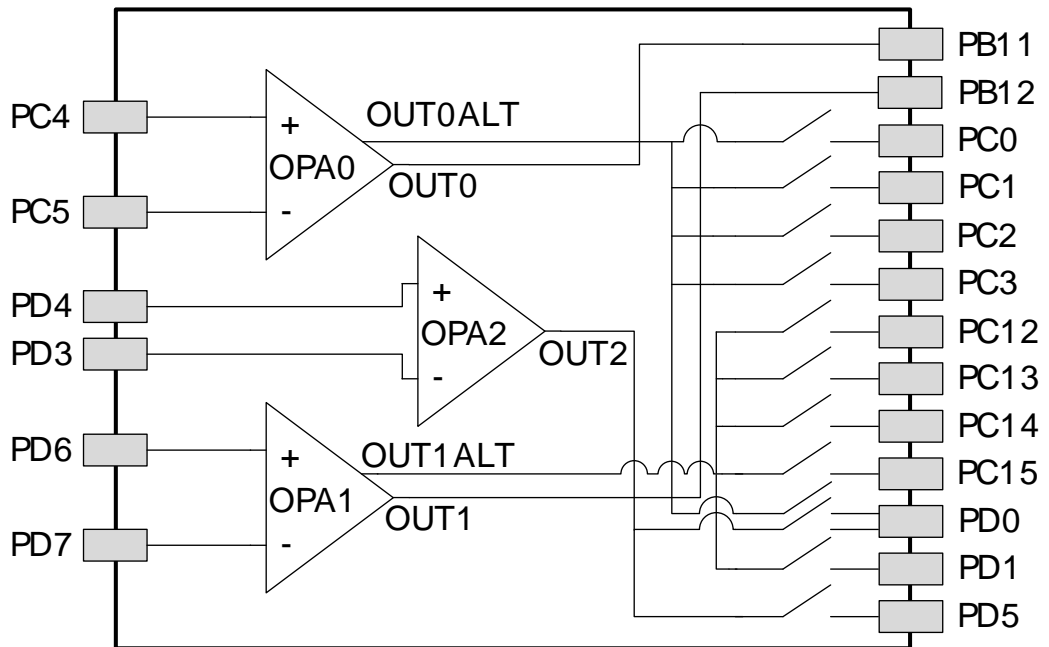 PB11
PB12
PC4
+
OUT0ALT
PC0
OPA0
OUT0
PC1
PC5
-
PC2
PC3
PD4
+
OPA2
OUT2
PC12
PD3
-
PC13
PC14
PD6
+
OUT1ALT
PC15
OPA1
OUT1
PD0
PD7
-
PD1
PD5